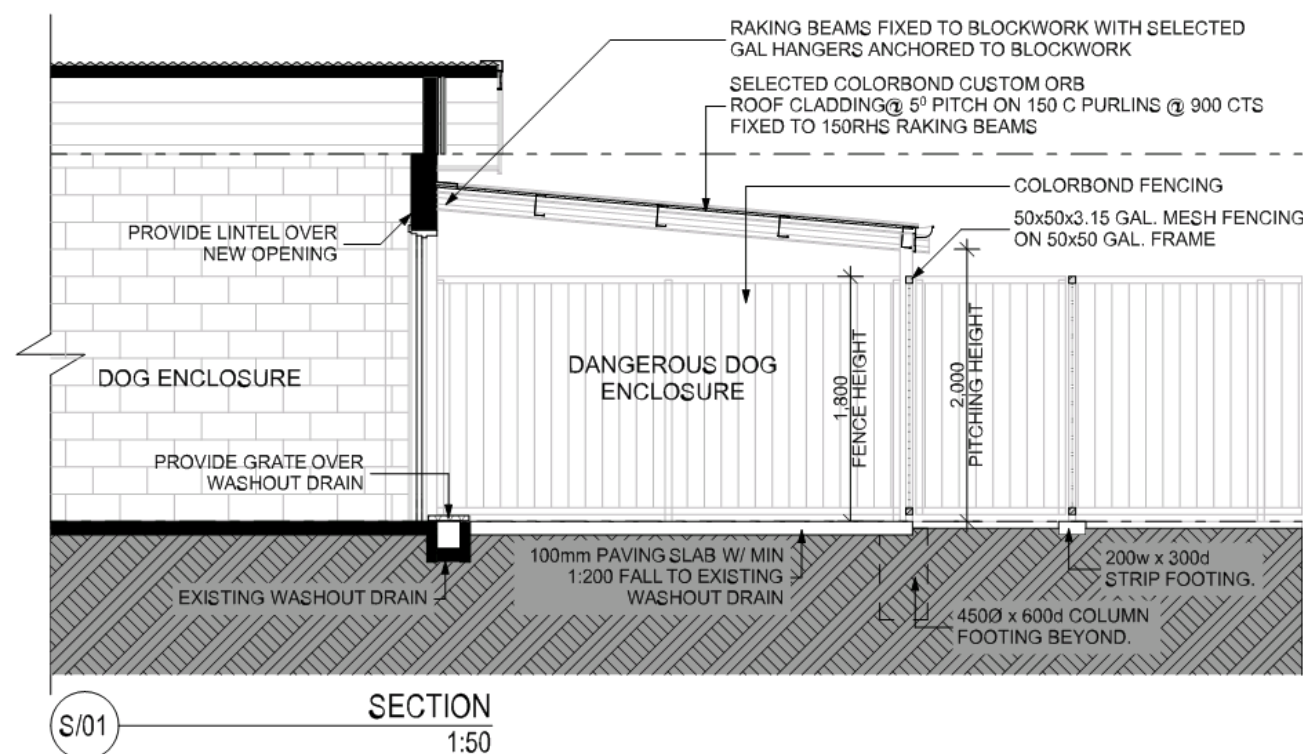 RAKING BEAMS FIXED TO BLOCKWORK WITH SELECTED
GAL HANGERS ANCHORED TO BLOCKWORK
SELECTED COLORBOND CUSTOM ORB
ROOF CLADDING@ 5⁰ PITCH ON 150 C PURLINS @ 900 CTS
FIXED TO 150RHS RAKING BEAMS
COLORBOND FENCING
50x50x3.15 GAL. MESH FENCING
ON 50x50 GAL. FRAME
PROVIDE LINTEL OVER
NEW OPENING
DOG ENCLOSURE
DANGEROUS DOG
ENCLOSURE
1,800
FENCE HEIGHT
2,000
PITCHING HEIGHT
PROVIDE GRATE OVER
WASHOUT DRAIN
EXISTING WASHOUT DRAIN
100mm PAVING SLAB W/ MIN
1:200 FALL TO EXISTING
WASHOUT DRAIN
200w x 300d
STRIP FOOTING.
450Ø x 600d COLUMN
FOOTING BEYOND.
S/01
SECTION
1:50